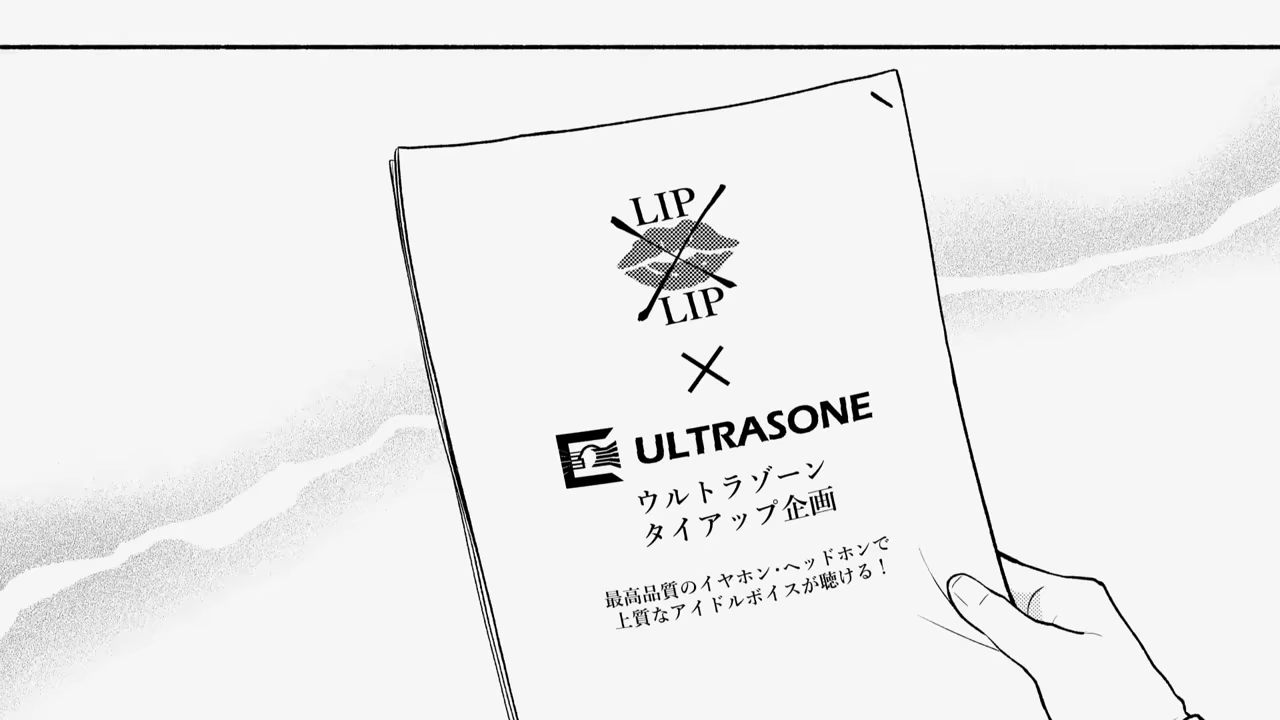 LIP
LIP
×
ULTRASONE
ウルトラゾーン
タイアップ企画
最高品質のイヤホン・ヘッドホンで
上質なアイドルボイスが聴ける！